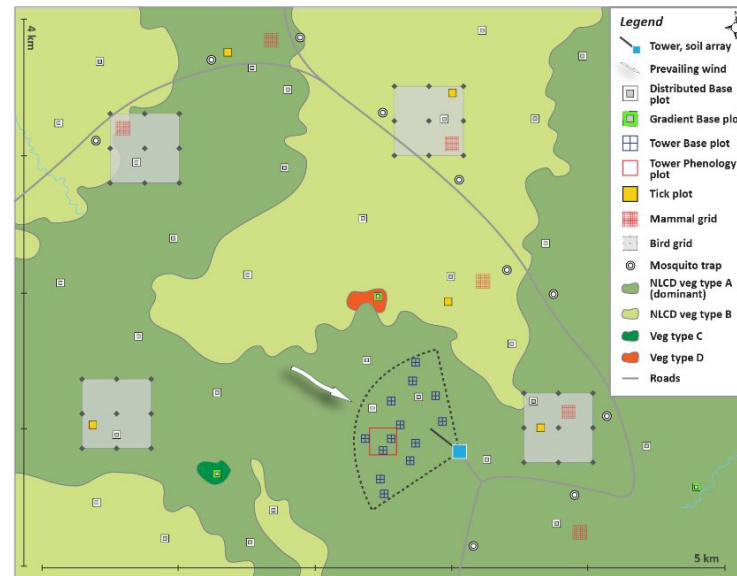 4 km
Legend
Tower, soil array
Prevailing wind
Distributed Base
plot
Gradient Base plot
Tower Base plot
Tower Phenology
plot
Tick plot
Mammal grid
Bird grid
Mosquito trap
NLCD veg type A
(dominant)
NLCD veg type B
Veg type C
Veg type D
Roads
5 km